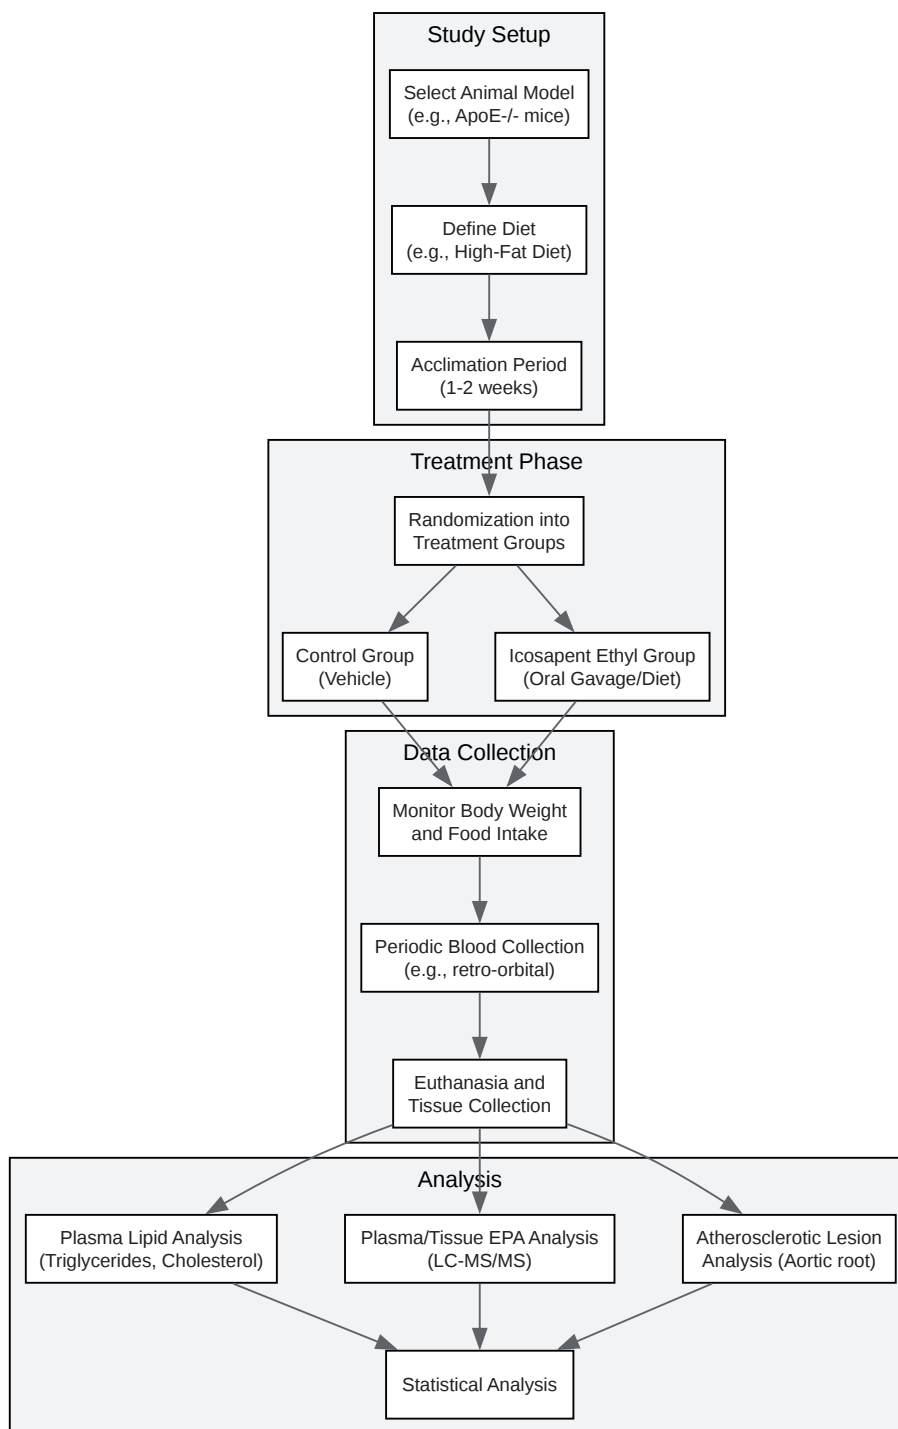 Study Setup
Select Animal Model
(e.g., ApoE-/- mice)
Define Diet
(e.g., High-Fat Diet)
Acclimation Period
(1-2 weeks)
Treatment Phase
Randomization into
Treatment Groups
Control Group
(Vehicle)
Icosapent Ethyl Group
(Oral Gavage/Diet)
Data Collection
Monitor Body Weight
and Food Intake
Periodic Blood Collection
(e.g., retro-orbital)
Euthanasia and
Tissue Collection
Analysis
Plasma Lipid Analysis
(Triglycerides, Cholesterol)
Plasma/Tissue EPA Analysis
(LC-MS/MS)
Atherosclerotic Lesion
Analysis (Aortic root)
Statistical Analysis